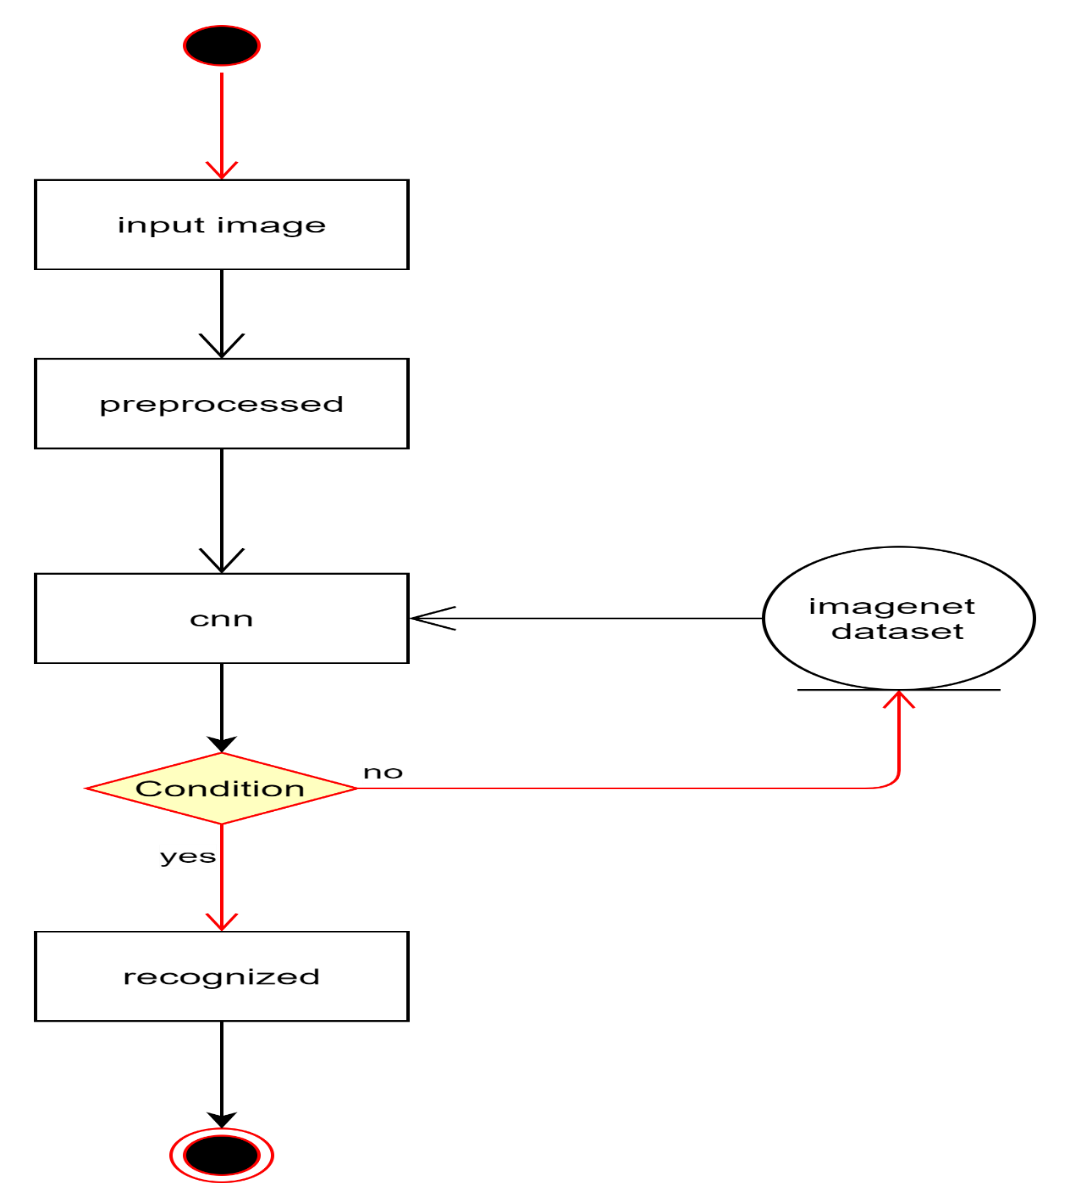 input image
preprocessed
cnn
imagenet
dataset
no
Condition
yes
recognized